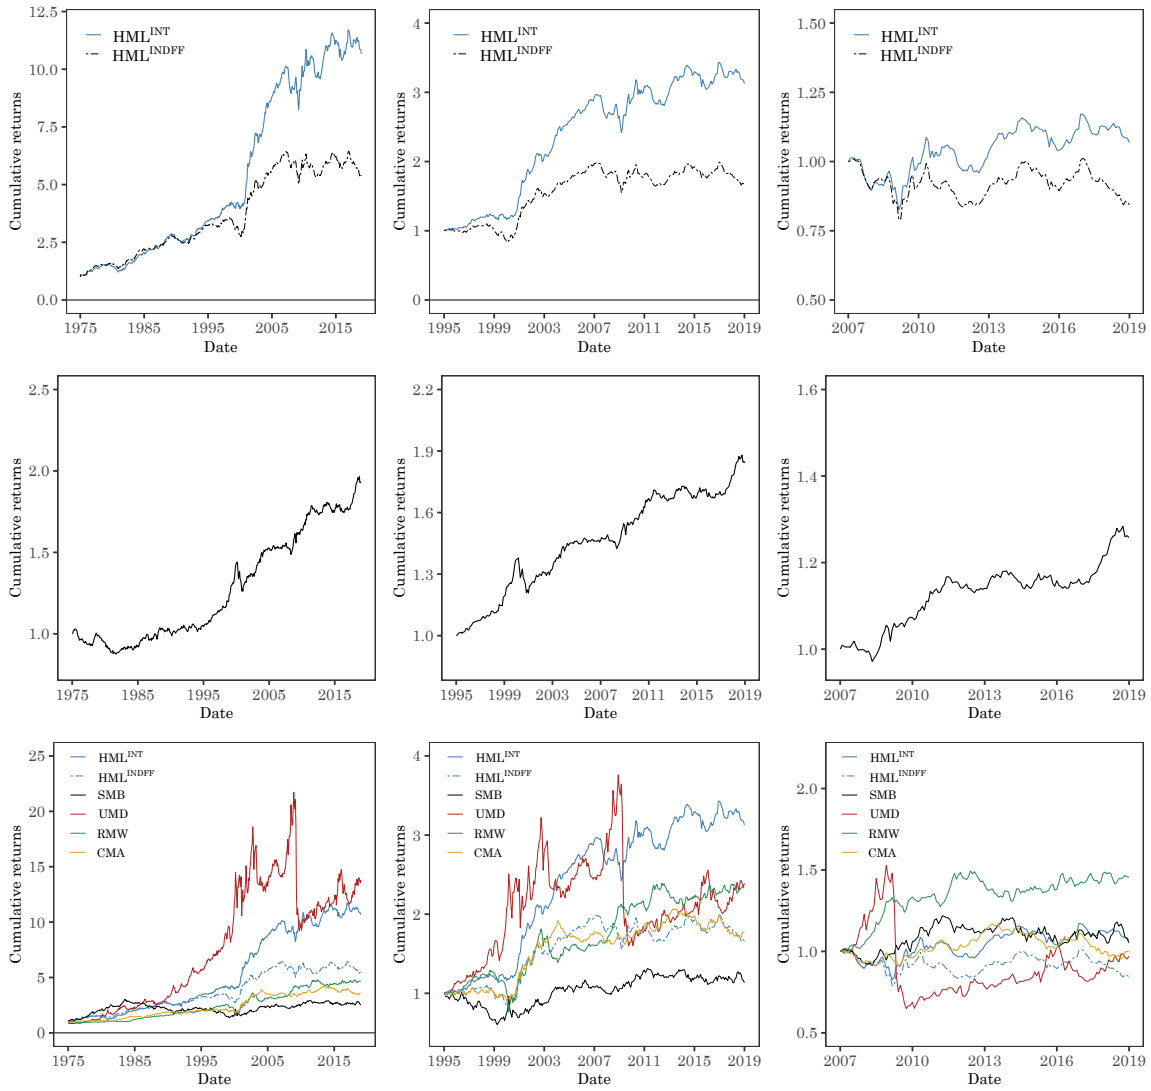 HML^INT
HML^INDFF
Cumulative returns
12.5
10.0
7.5
5.0
2.5
0.0
1975 1985 1995 2005 2015
Date
HML^INT
HML^INDFF
Cumulative returns
4
3
2
1
0
1995 1999 2003 2007 2011 2015 2019
Date
HML^INT
HML^INDFF
Cumulative returns
1.50
1.25
1.00
0.75
0.50
2007 2010 2013 2016 2019
Date
Cumulative returns
2.5
2.0
1.5
1.0
1975 1985 1995 2005 2015
Date
Cumulative returns
2.2
1.9
1.6
1.3
1.0
1995 1999 2003 2007 2011 2015 2019
Date
Cumulative returns
1.6
1.4
1.2
1.0
2007 2010 2013 2016 2019
Date
HML^INT
HML^INDFF
SMB
UMD
RMW
CMA
Cumulative returns
25
20
15
10
5
0
1975 1985 1995 2005 2015
Date
HML^INT
HML^INDFF
SMB
UMD
RMW
CMA
Cumulative returns
4
3
2
1
1995 1999 2003 2007 2011 2015 2019
Date
HML^INT
HML^INDFF
SMB
UMD
RMW
CMA
Cumulative returns
2.0
1.5
1.0
0.5
2007 2010 2013 2016 2019
Date